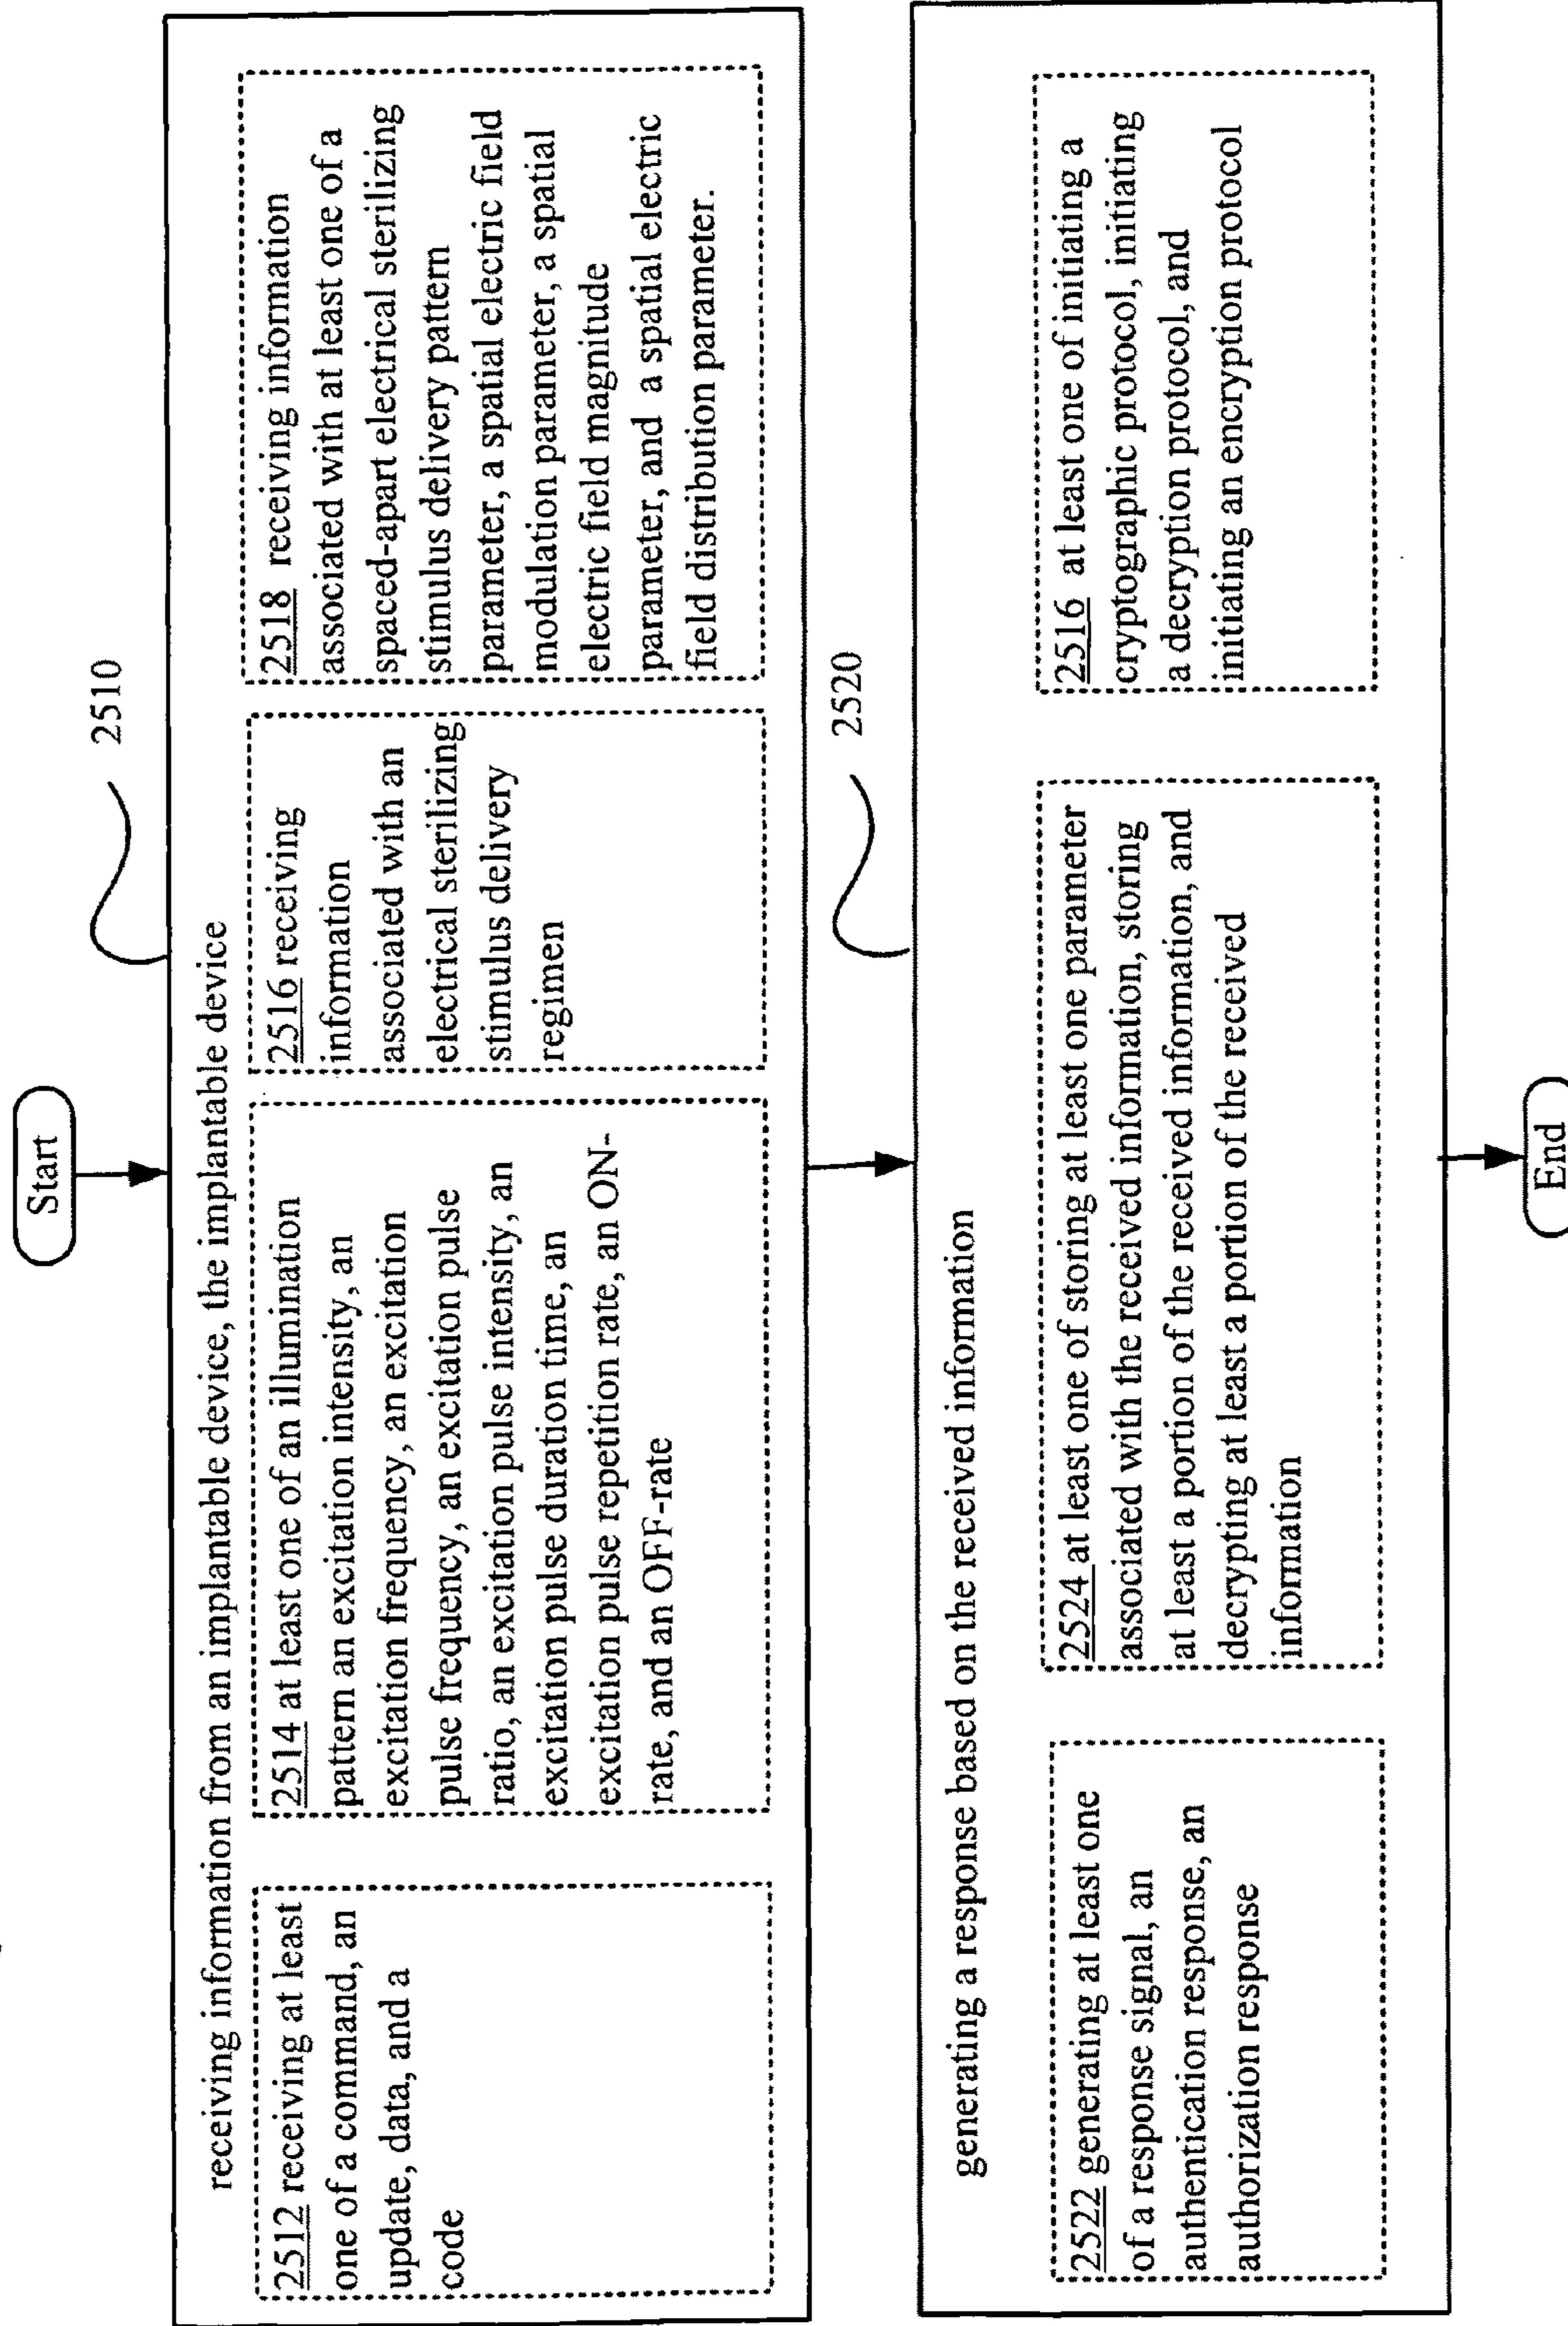 Start
2510
receiving information from an implantable device, the implantable device
2512 receiving at least
one of a command, an
update, data, and a
code
2514 at least one of an illumination
pattern an excitation intensity, an
excitation frequency, an excitation
pulse frequency, an excitation pulse
ratio, an excitation pulse intensity, an
excitation pulse duration time, an
excitation pulse repetition rate, an ON-
rate, and an OFF-rate
2516 receiving
information
associated with an
electrical sterilizing
stimulus delivery
regimen
2518 receiving information
associated with at least one of a
spaced-apart electrical sterilizing
stimulus delivery pattern
parameter, a spatial electric field
modulation parameter, a spatial
electric field magnitude
parameter, and a spatial electric
field distribution parameter.
2520
generating a response based on the received information
2522 generating at least one
of a response signal, an
authentication response, an
authorization response
2524 at least one of storing at least one parameter
associated with the received information, storing
at least a portion of the received information, and
decrypting at least a portion of the received
information
2516 at least one of initiating a
cryptographic protocol, initiating
a decryption protocol, and
initiating an encryption protocol
End